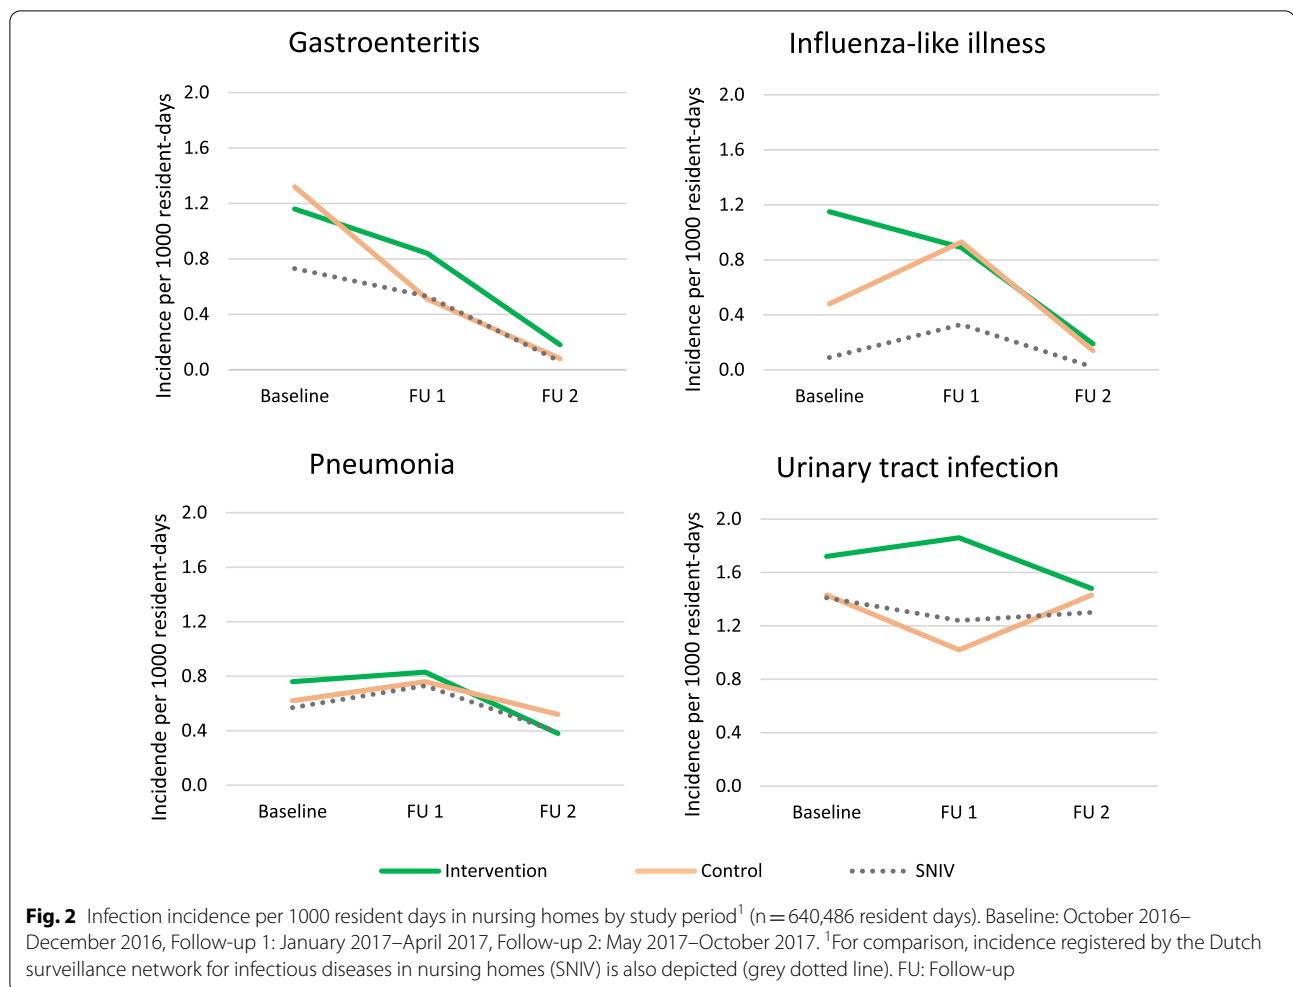 Gastroenteritis
Incidence per 1000 resident-days
2.0
1.6
1.2
0.8
0.4
0.0
Baseline FU 1 FU 2
Influenza-like illness
Incidence per 1000 resident-days
2.0
1.6
1.2
0.8
0.4
0.0
Baseline FU 1 FU 2
Pneumonia
Incidende per 1000 resident-days
2.0
1.6
1.2
0.8
0.4
0.0
Baseline FU 1 FU 2
Urinary tract infection
Incidence per 1000 resident-days
2.0
1.6
1.2
0.8
0.4
0.0
Baseline FU 1 FU 2
Intervention Control SNIV
Fig. 2 Infection incidence per 1000 resident days in nursing homes by study period¹ (n = 640,486 resident days). Baseline: October 2016–
December 2016, Follow-up 1: January 2017–April 2017, Follow-up 2: May 2017–October 2017. ¹For comparison, incidence registered by the Dutch
surveillance network for infectious diseases in nursing homes (SNIV) is also depicted (grey dotted line). FU: Follow-up